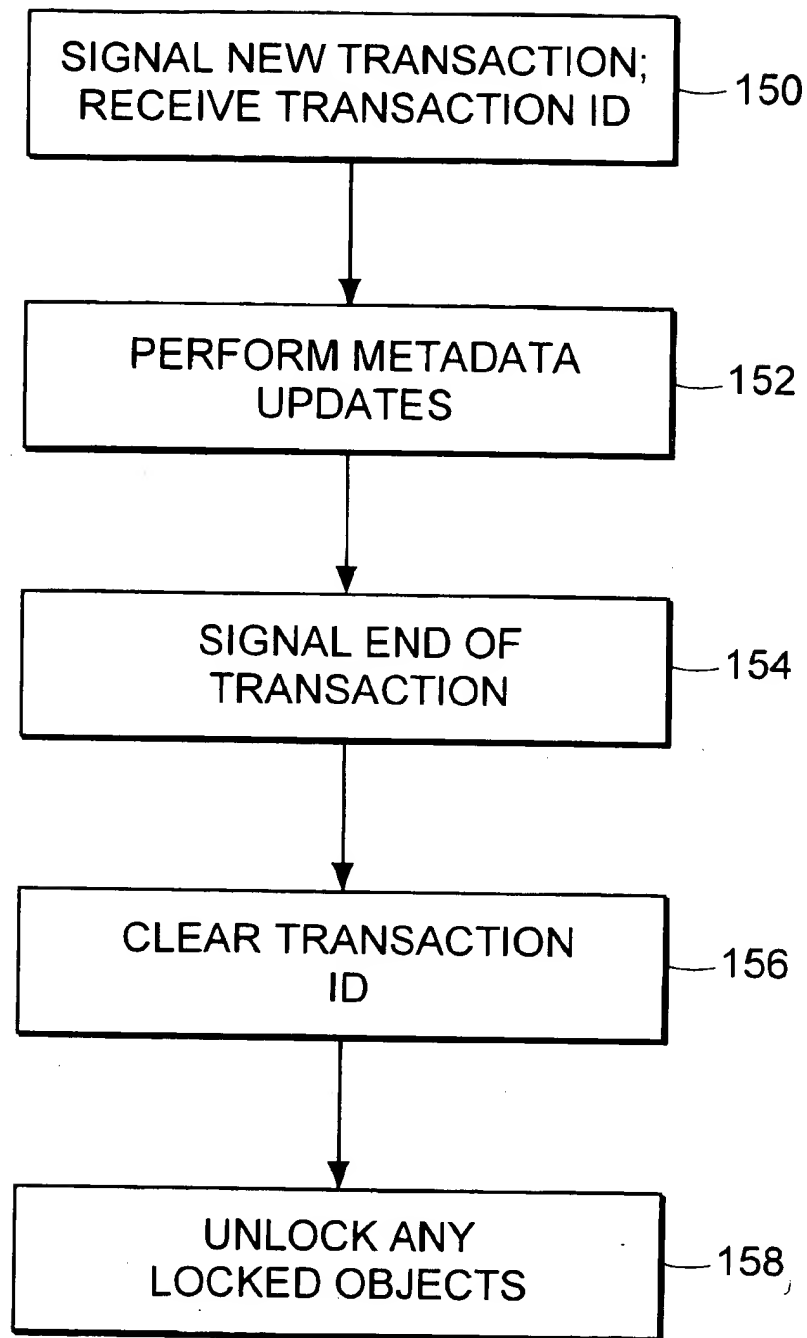 SIGNAL NEW TRANSACTION;
RECEIVE TRANSACTION ID
150
PERFORM METADATA
UPDATES
152
SIGNAL END OF
TRANSACTION
154
CLEAR TRANSACTION
ID
156
UNLOCK ANY
LOCKED OBJECTS
158